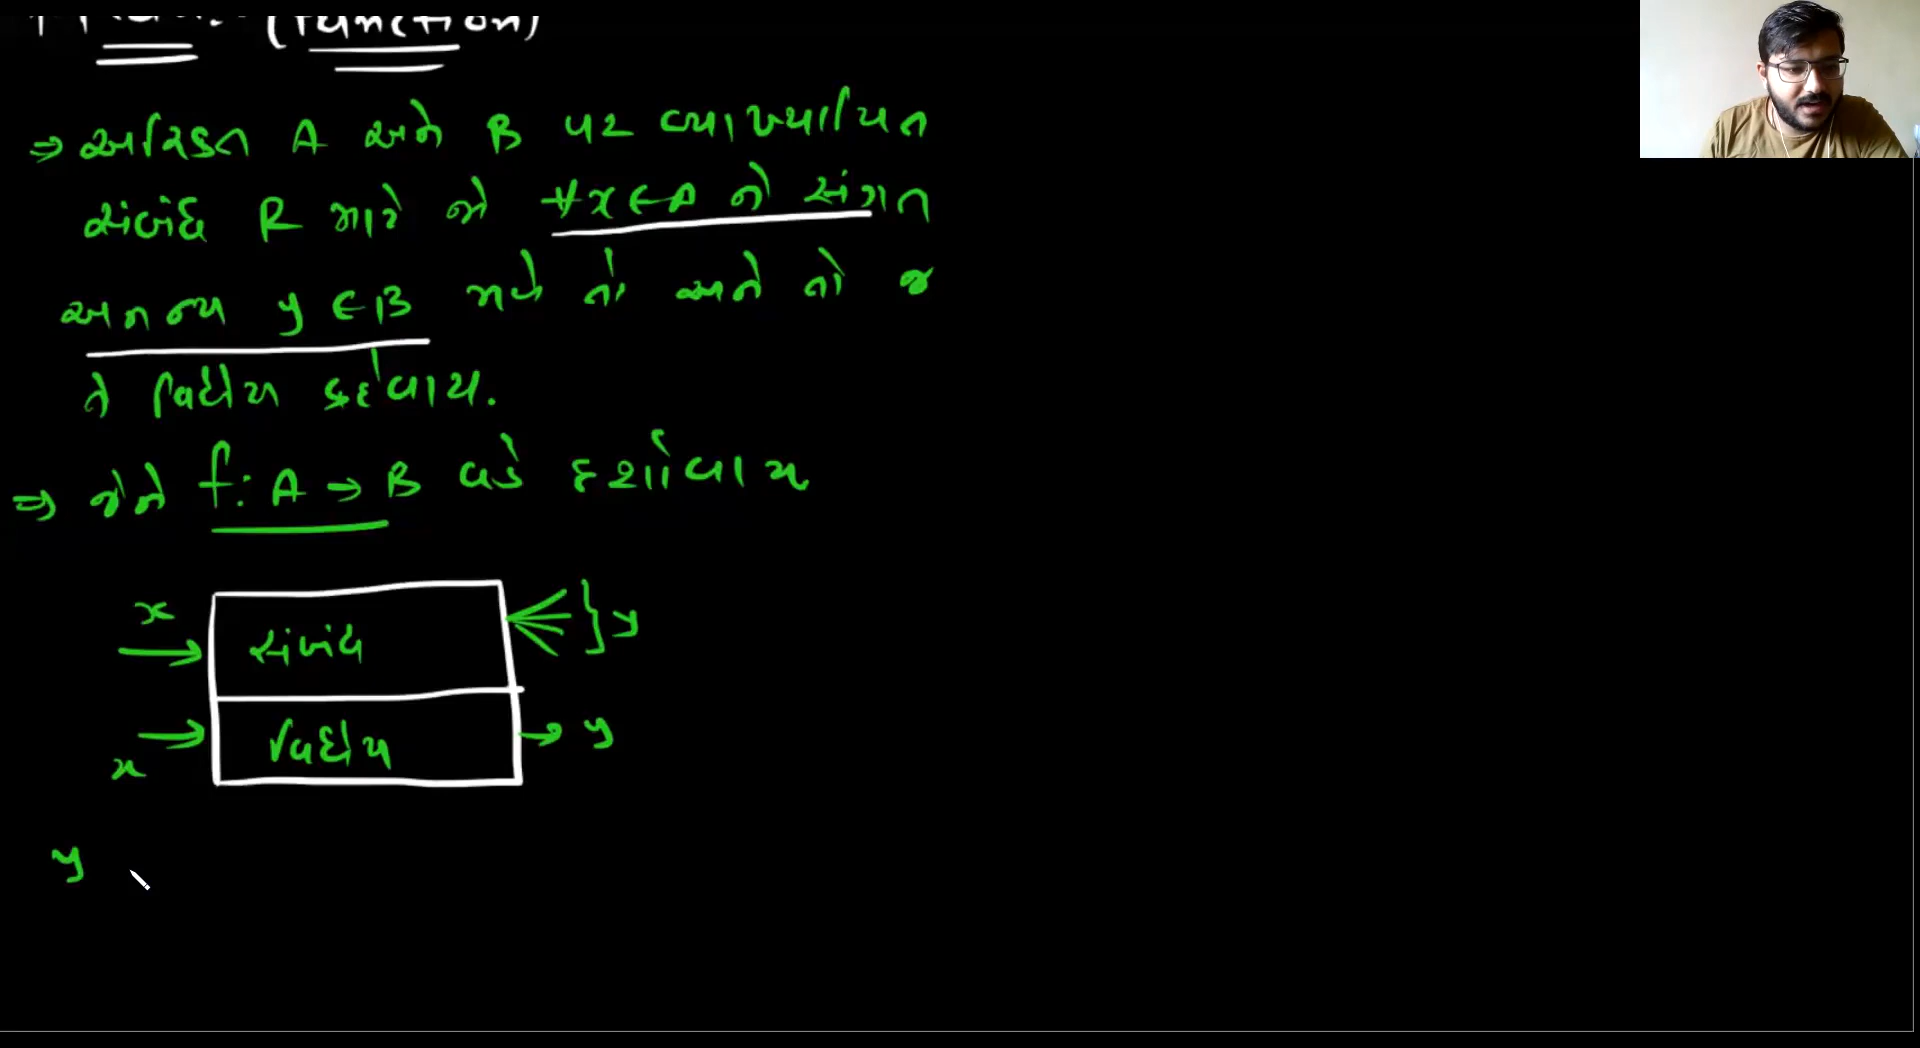 વિધેય : (function)
⇒ અરિક્ત A અને B પર વ્યાખ્યાયિત
સંબંધ R માટે જો ∀x∈A ને સંગત
અનન્ય y∈B મળે તો અને તો જ
તે વિધેય કહેવાય.
⇒ જેને f: A → B વડે દર્શાવાય
x સંબંધ } y
x વિધેય → y
y